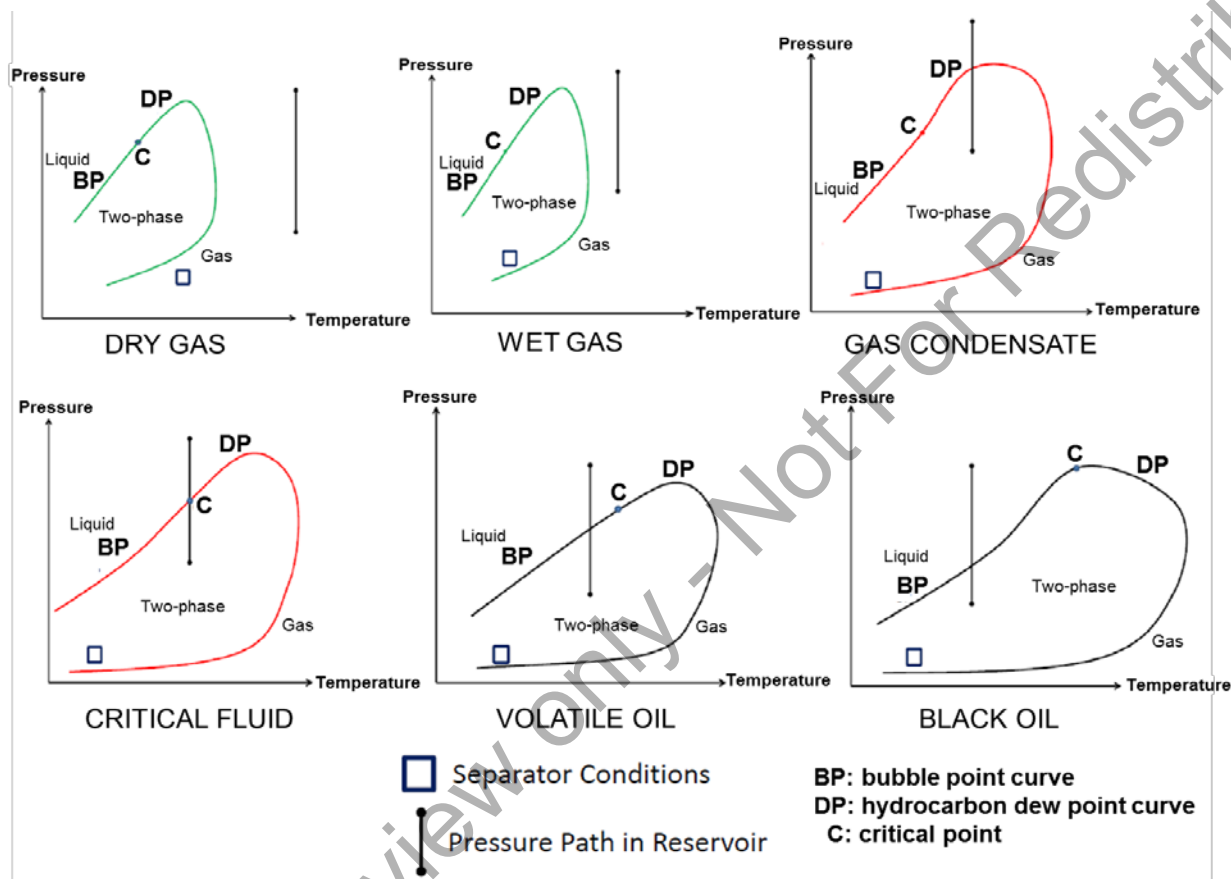 Pressure
DP
C
Liquid
BP
Two-phase
Gas
Temperature
DRY GAS
Pressure
DP
C
Liquid
BP
Two-phase
Gas
Temperature
WET GAS
Pressure
DP
C
BP
Liquid
Two-phase
Gas
Temperature
GAS CONDENSATE
Pressure
DP
C
Liquid
BP
Two-phase
Gas
Temperature
CRITICAL FLUID
Pressure
DP
C
Liquid
BP
Two-phase
Gas
Temperature
VOLATILE OIL
Pressure
C
DP
Liquid
BP
Two-phase
Gas
Temperature
BLACK OIL
Separator Conditions
Pressure Path in Reservoir
BP: bubble point curve
DP: hydrocarbon dew point curve
C: critical point
view only - Not For Redistrib